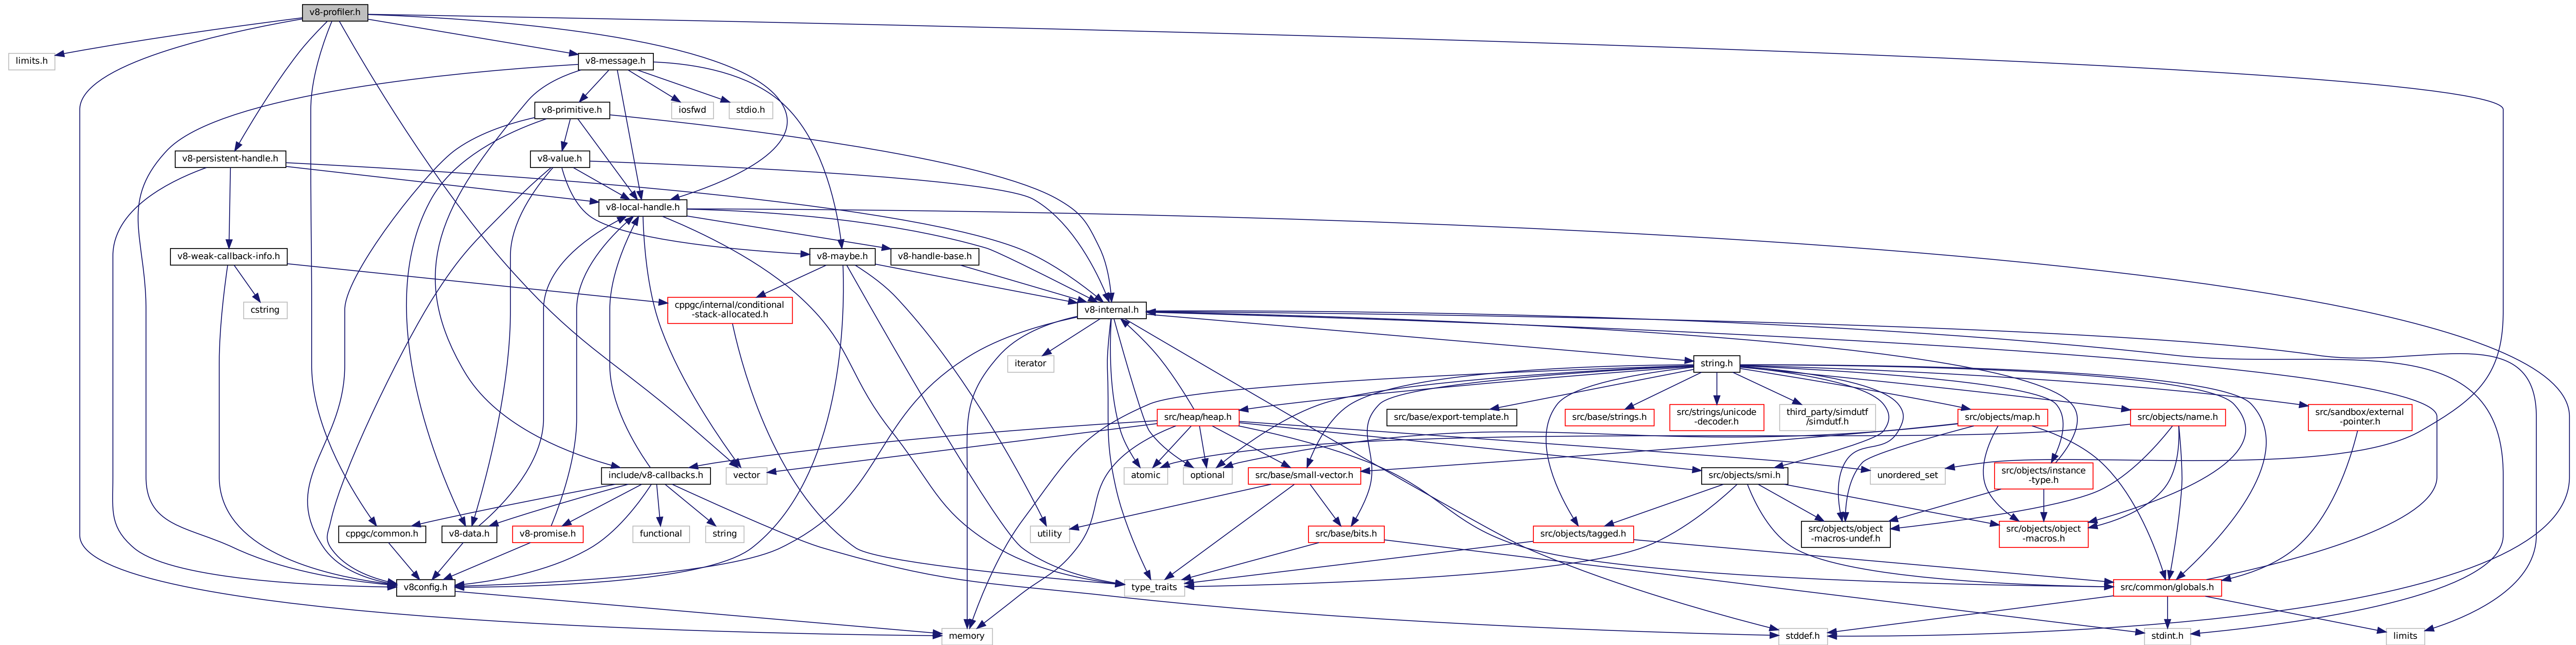 v8-profiler.h
limits.h
v8-message.h
v8-primitive.h
iosfwd
stdio.h
v8-persistent-handle.h
v8-value.h
v8-local-handle.h
v8-weak-callback-info.h
v8-maybe.h
v8-handle-base.h
cstring
cppgc/internal/conditional
-stack-allocated.h
v8-internal.h
iterator
string.h
src/heap/heap.h
src/base/export-template.h
src/base/strings.h
src/strings/unicode
-decoder.h
third_party/simdutf
/simdutf.h
src/objects/map.h
src/objects/name.h
src/sandbox/external
-pointer.h
include/v8-callbacks.h
vector
atomic
optional
src/base/small-vector.h
src/objects/smi.h
unordered_set
src/objects/instance
-type.h
cppgc/common.h
v8-data.h
v8-promise.h
functional
string
utility
src/base/bits.h
src/objects/tagged.h
src/objects/object
-macros-undef.h
src/objects/object
-macros.h
v8config.h
type_traits
src/common/globals.h
memory
stddef.h
stdint.h
limits